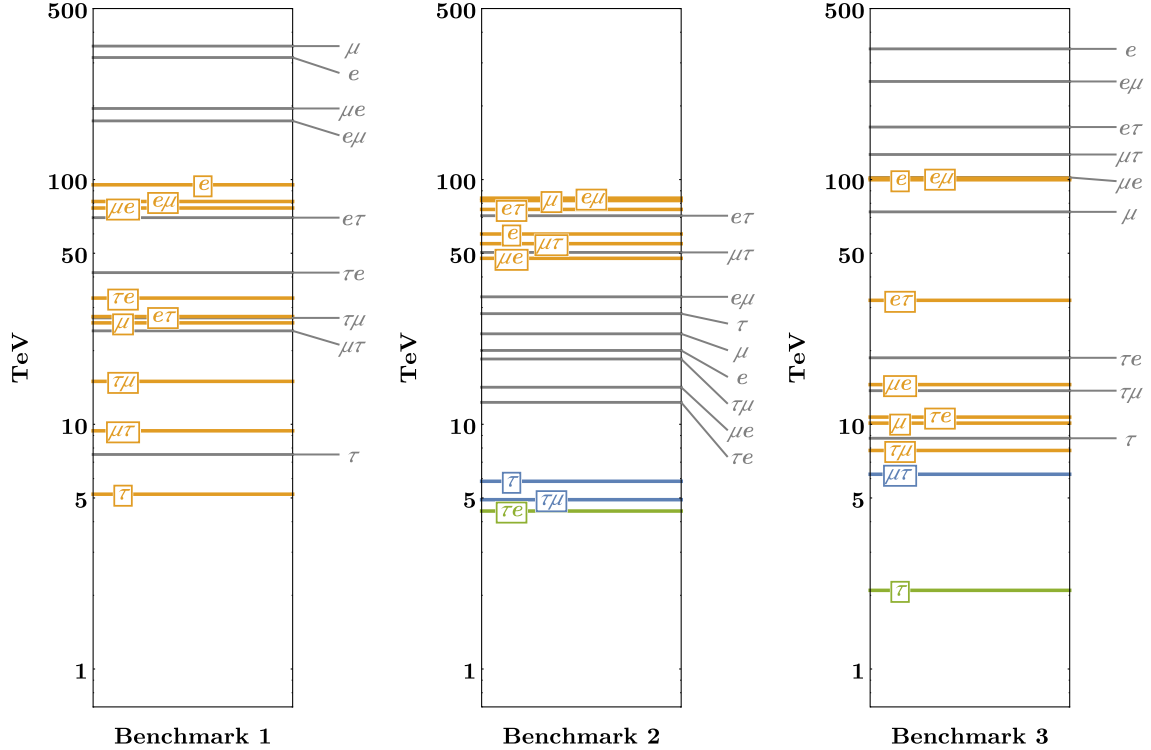 500
100
50
10
5
1
TeV
μ
e
μe
eμ
e
eμ
μe
eτ
τe
τe
eτ
τμ
μ
μτ
τμ
μτ
τ
τ
Benchmark 1
500
100
50
10
5
1
TeV
eμ
μ
eτ
eτ
e
μτ
μτ
μe
eμ
τ
μ
e
τμ
μe
τe
τ
τμ
τe
Benchmark 2
500
100
50
10
5
1
TeV
e
eμ
eτ
μτ
e
eμ
μe
μ
eτ
τe
μe
τμ
τe
μ
τ
τμ
μτ
τ
Benchmark 3